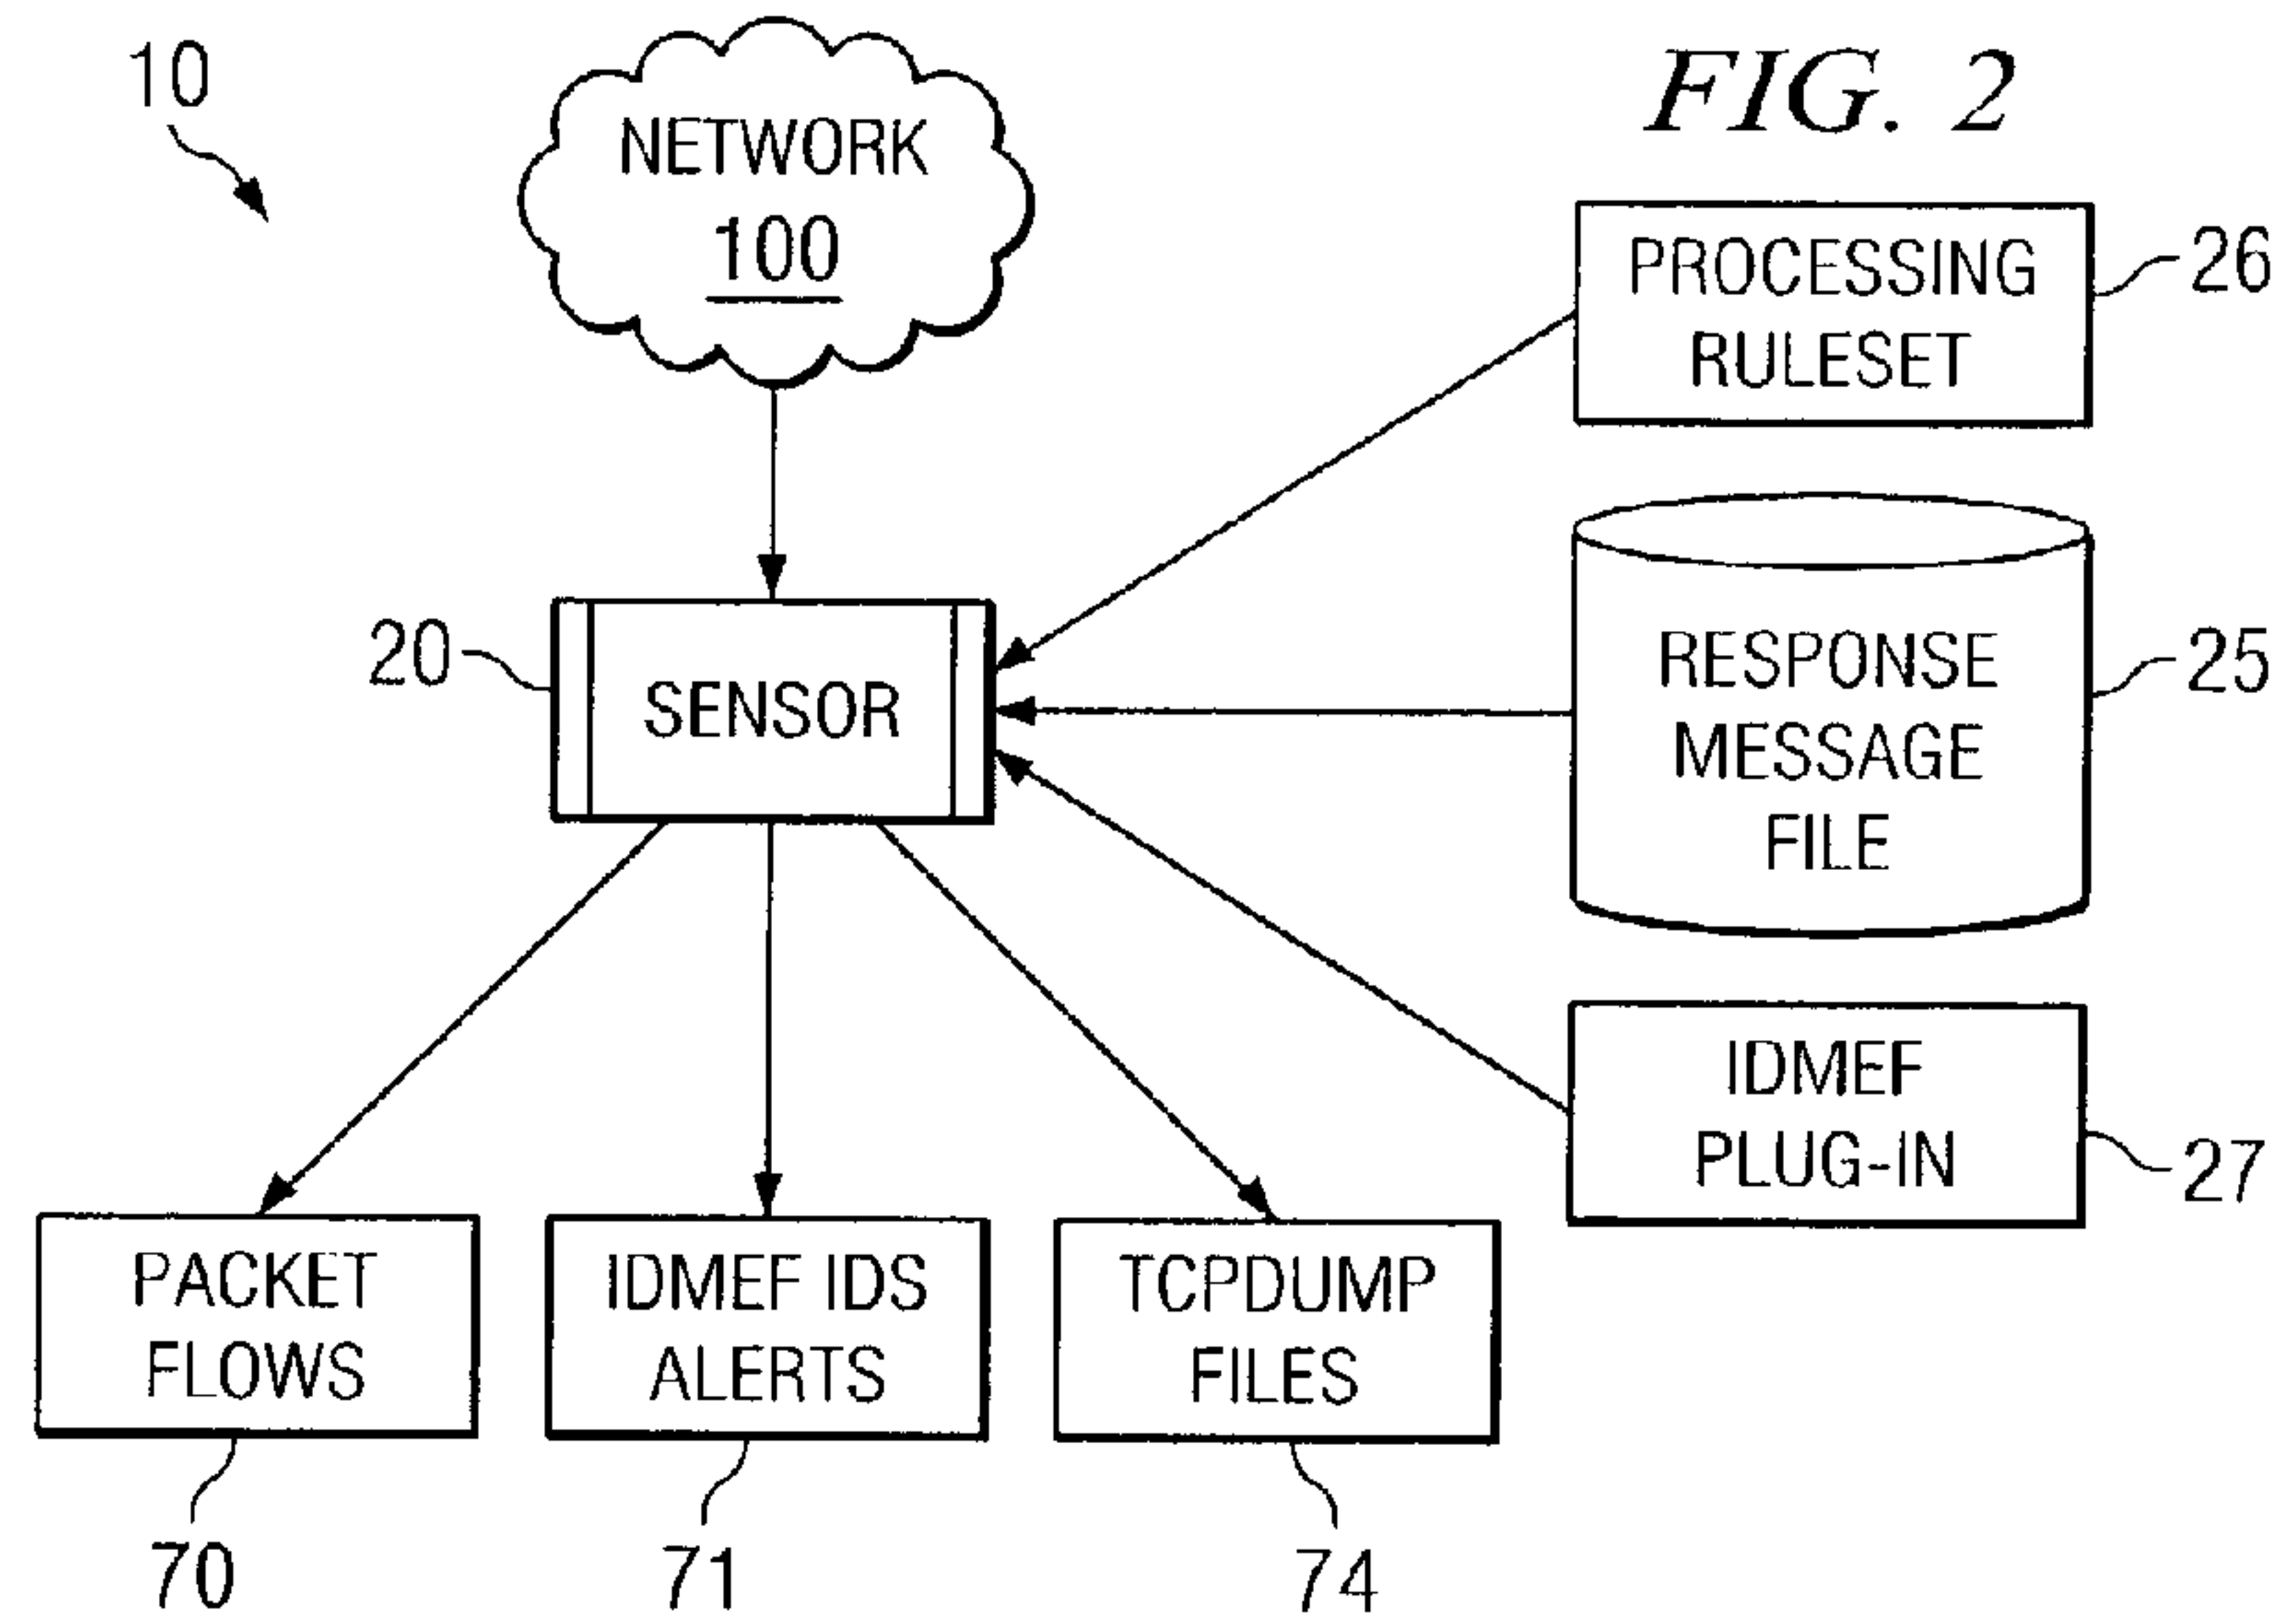 10
FIG. 2
NETWORK
100
PROCESSING
RULESET
26
20
SENSOR
RESPONSE
MESSAGE
FILE
25
IDMEF
PLUG-IN
27
PACKET
FLOWS
IDMEF IDS
ALERTS
TCPDUMP
FILES
70
71
74